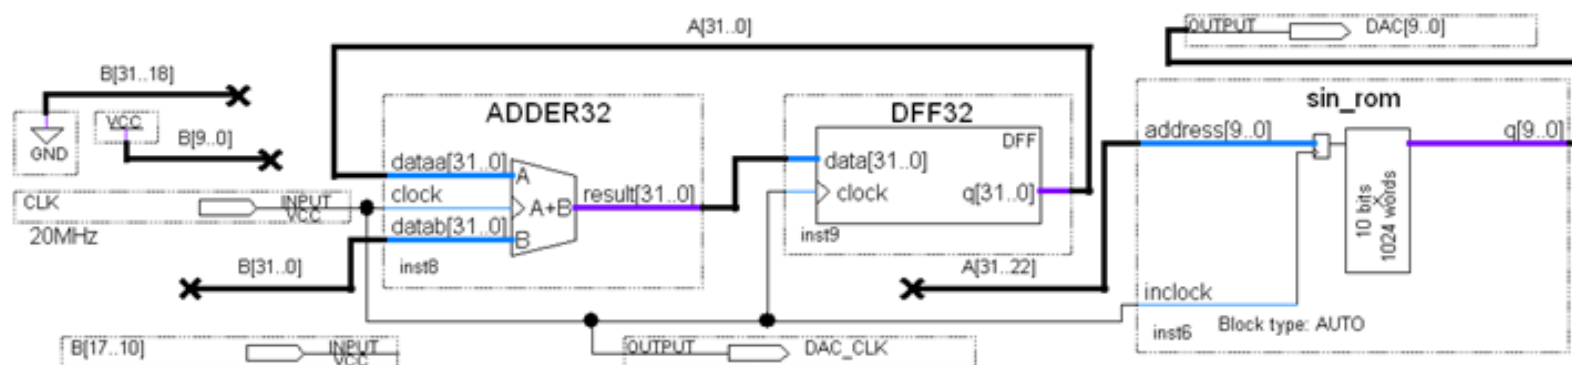 A[31..0]
OUTPUT DAC[9..0]
B[31..18]
GND
VCC
B[9..0]
CLK
INPUT
VCC
20MHz
B[31..0]
B[17..10]
INPUT
VCC
ADDER32
dataa[31..0]
A
clock
A+B
result[31..0]
datab[31..0]
B
inst8
DFF32
DFF
data[31..0]
clock
q[31..0]
inst9
A[31..22]
OUTPUT DAC_CLK
sin_rom
address[9..0]
q[9..0]
10 bits
×
1024 words
inclock
Block type: AUTO
inst6